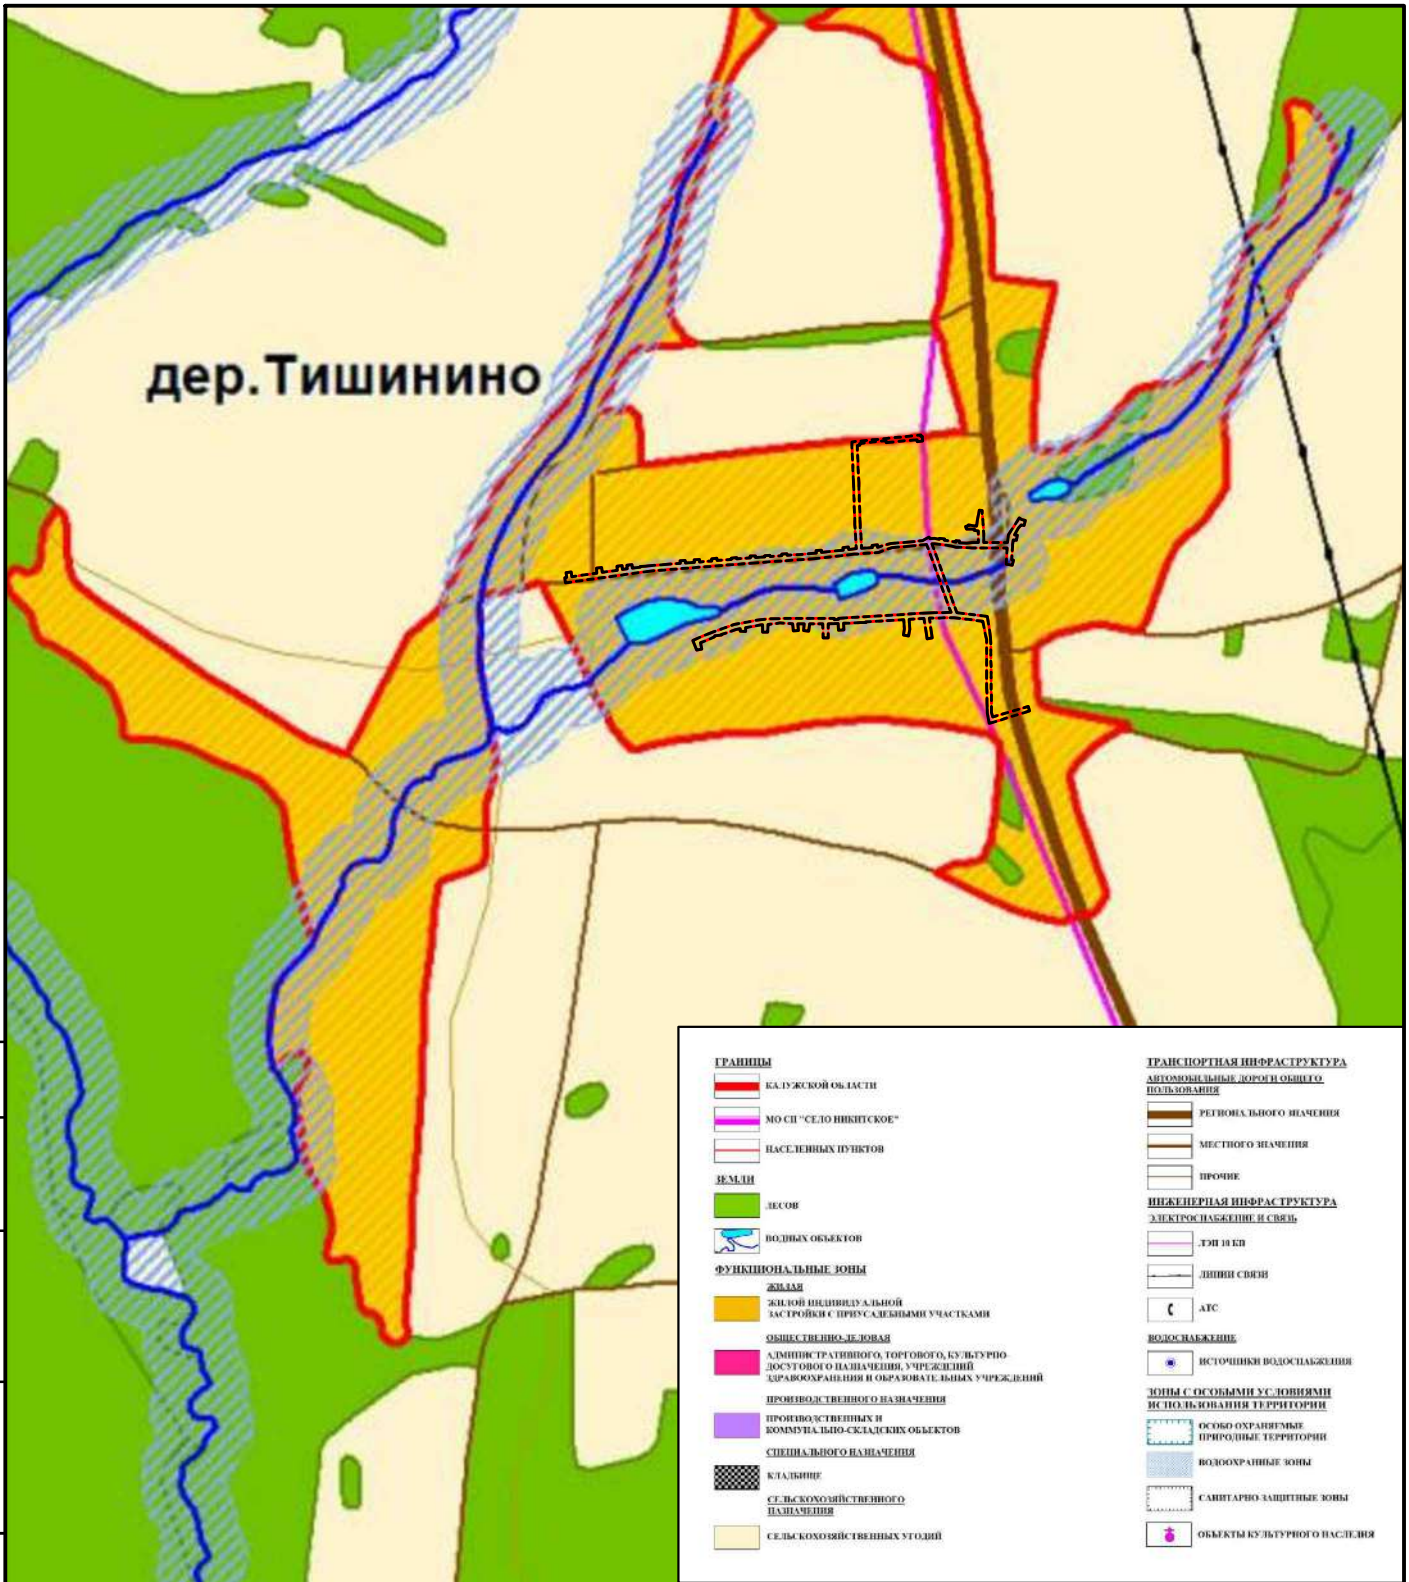 дер.Тишинино
ГРАНИЦЫ
КАЛУЖСКОЙ ОБЛАСТИ
МО СП "СЕЛО НИКИТСКОЕ"
НАСЕЛЕННЫХ ПУНКТОВ
ЗЕМЛИ
ЛЕСОВ
ВОДНЫХ ОБЪЕКТОВ
ФУНКЦИОНАЛЬНЫЕ ЗОНЫ
ЖИЛАЯ
ЖИЛОЙ ИНДИВИДУАЛЬНОЙ
ЗАСТРОЙКИ С ПРИУСАДЕБНЫМИ УЧАСТКАМИ
ОБЩЕСТВЕННО-ДЕЛОВАЯ
АДМИНИСТРАТИВНОГО, ТОРГОВОГО, КУЛЬТУРНО-
ДОСУГОВОГО НАЗНАЧЕНИЯ, УЧРЕЖДЕНИЙ
ЗДРАВООХРАНЕНИЯ И ОБРАЗОВАТЕЛЬНЫХ УЧРЕЖДЕНИЙ
ПРОИЗВОДСТВЕННОГО НАЗНАЧЕНИЯ
ПРОИЗВОДСТВЕННЫХ И
КОММУНАЛЬНО-СКЛАДСКИХ ОБЪЕКТОВ
СПЕЦИАЛЬНОГО НАЗНАЧЕНИЯ
КЛАДБИЩЕ
СЕЛЬСКОХОЗЯЙСТВЕННОГО
НАЗНАЧЕНИЯ
СЕЛЬСКОХОЗЯЙСТВЕННЫХ УГОДИЙ
ТРАНСПОРТНАЯ ИНФРАСТРУКТУРА
АВТОМОБИЛЬНЫЕ ДОРОГИ ОБЩЕГО
ПОЛЬЗОВАНИЯ
РЕГИОНАЛЬНОГО ЗНАЧЕНИЯ
МЕСТНОГО ЗНАЧЕНИЯ
ПРОЧИЕ
ИНЖЕНЕРНАЯ ИНФРАСТРУКТУРА
ЭЛЕКТРОСНАБЖЕНИЕ И СВЯЗЬ
ЛЭП 10 КВ
ЛИНИИ СВЯЗИ
АТС
ВОДОСНАБЖЕНИЕ
ИСТОЧНИКИ ВОДОСНАБЖЕНИЯ
ЗОНЫ С ОСОБЫМИ УСЛОВИЯМИ
ИСПОЛЬЗОВАНИЯ ТЕРРИТОРИИ
ОСОБО ОХРАНЯЕМЫЕ
ПРИРОДНЫЕ ТЕРРИТОРИИ
ВОДООХРАННЫЕ ЗОНЫ
САНИТАРНО-ЗАЩИТНЫЕ ЗОНЫ
ОБЪЕКТЫ КУЛЬТУРНОГО НАСЛЕДИЯ